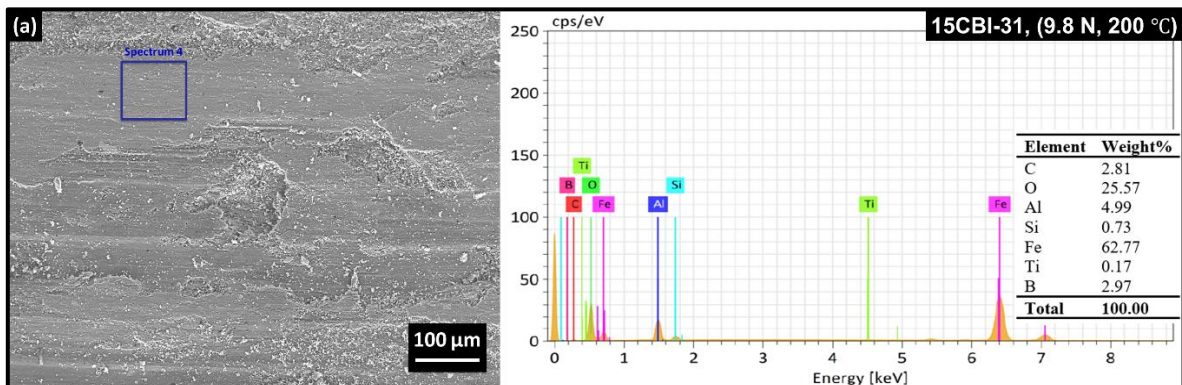 (a)
Spectrum 4
100 µm
15CBI-31, (9.8 N, 200 °C)
cps/eV
250
200
150
100
50
0
Ti
B O Si
C Fe Al Ti Fe
0 1 2 3 4 5 6 7 8
Energy [keV]
Element Weight%
C 2.81
O 25.57
Al 4.99
Si 0.73
Fe 62.77
Ti 0.17
B 2.97
Total 100.00